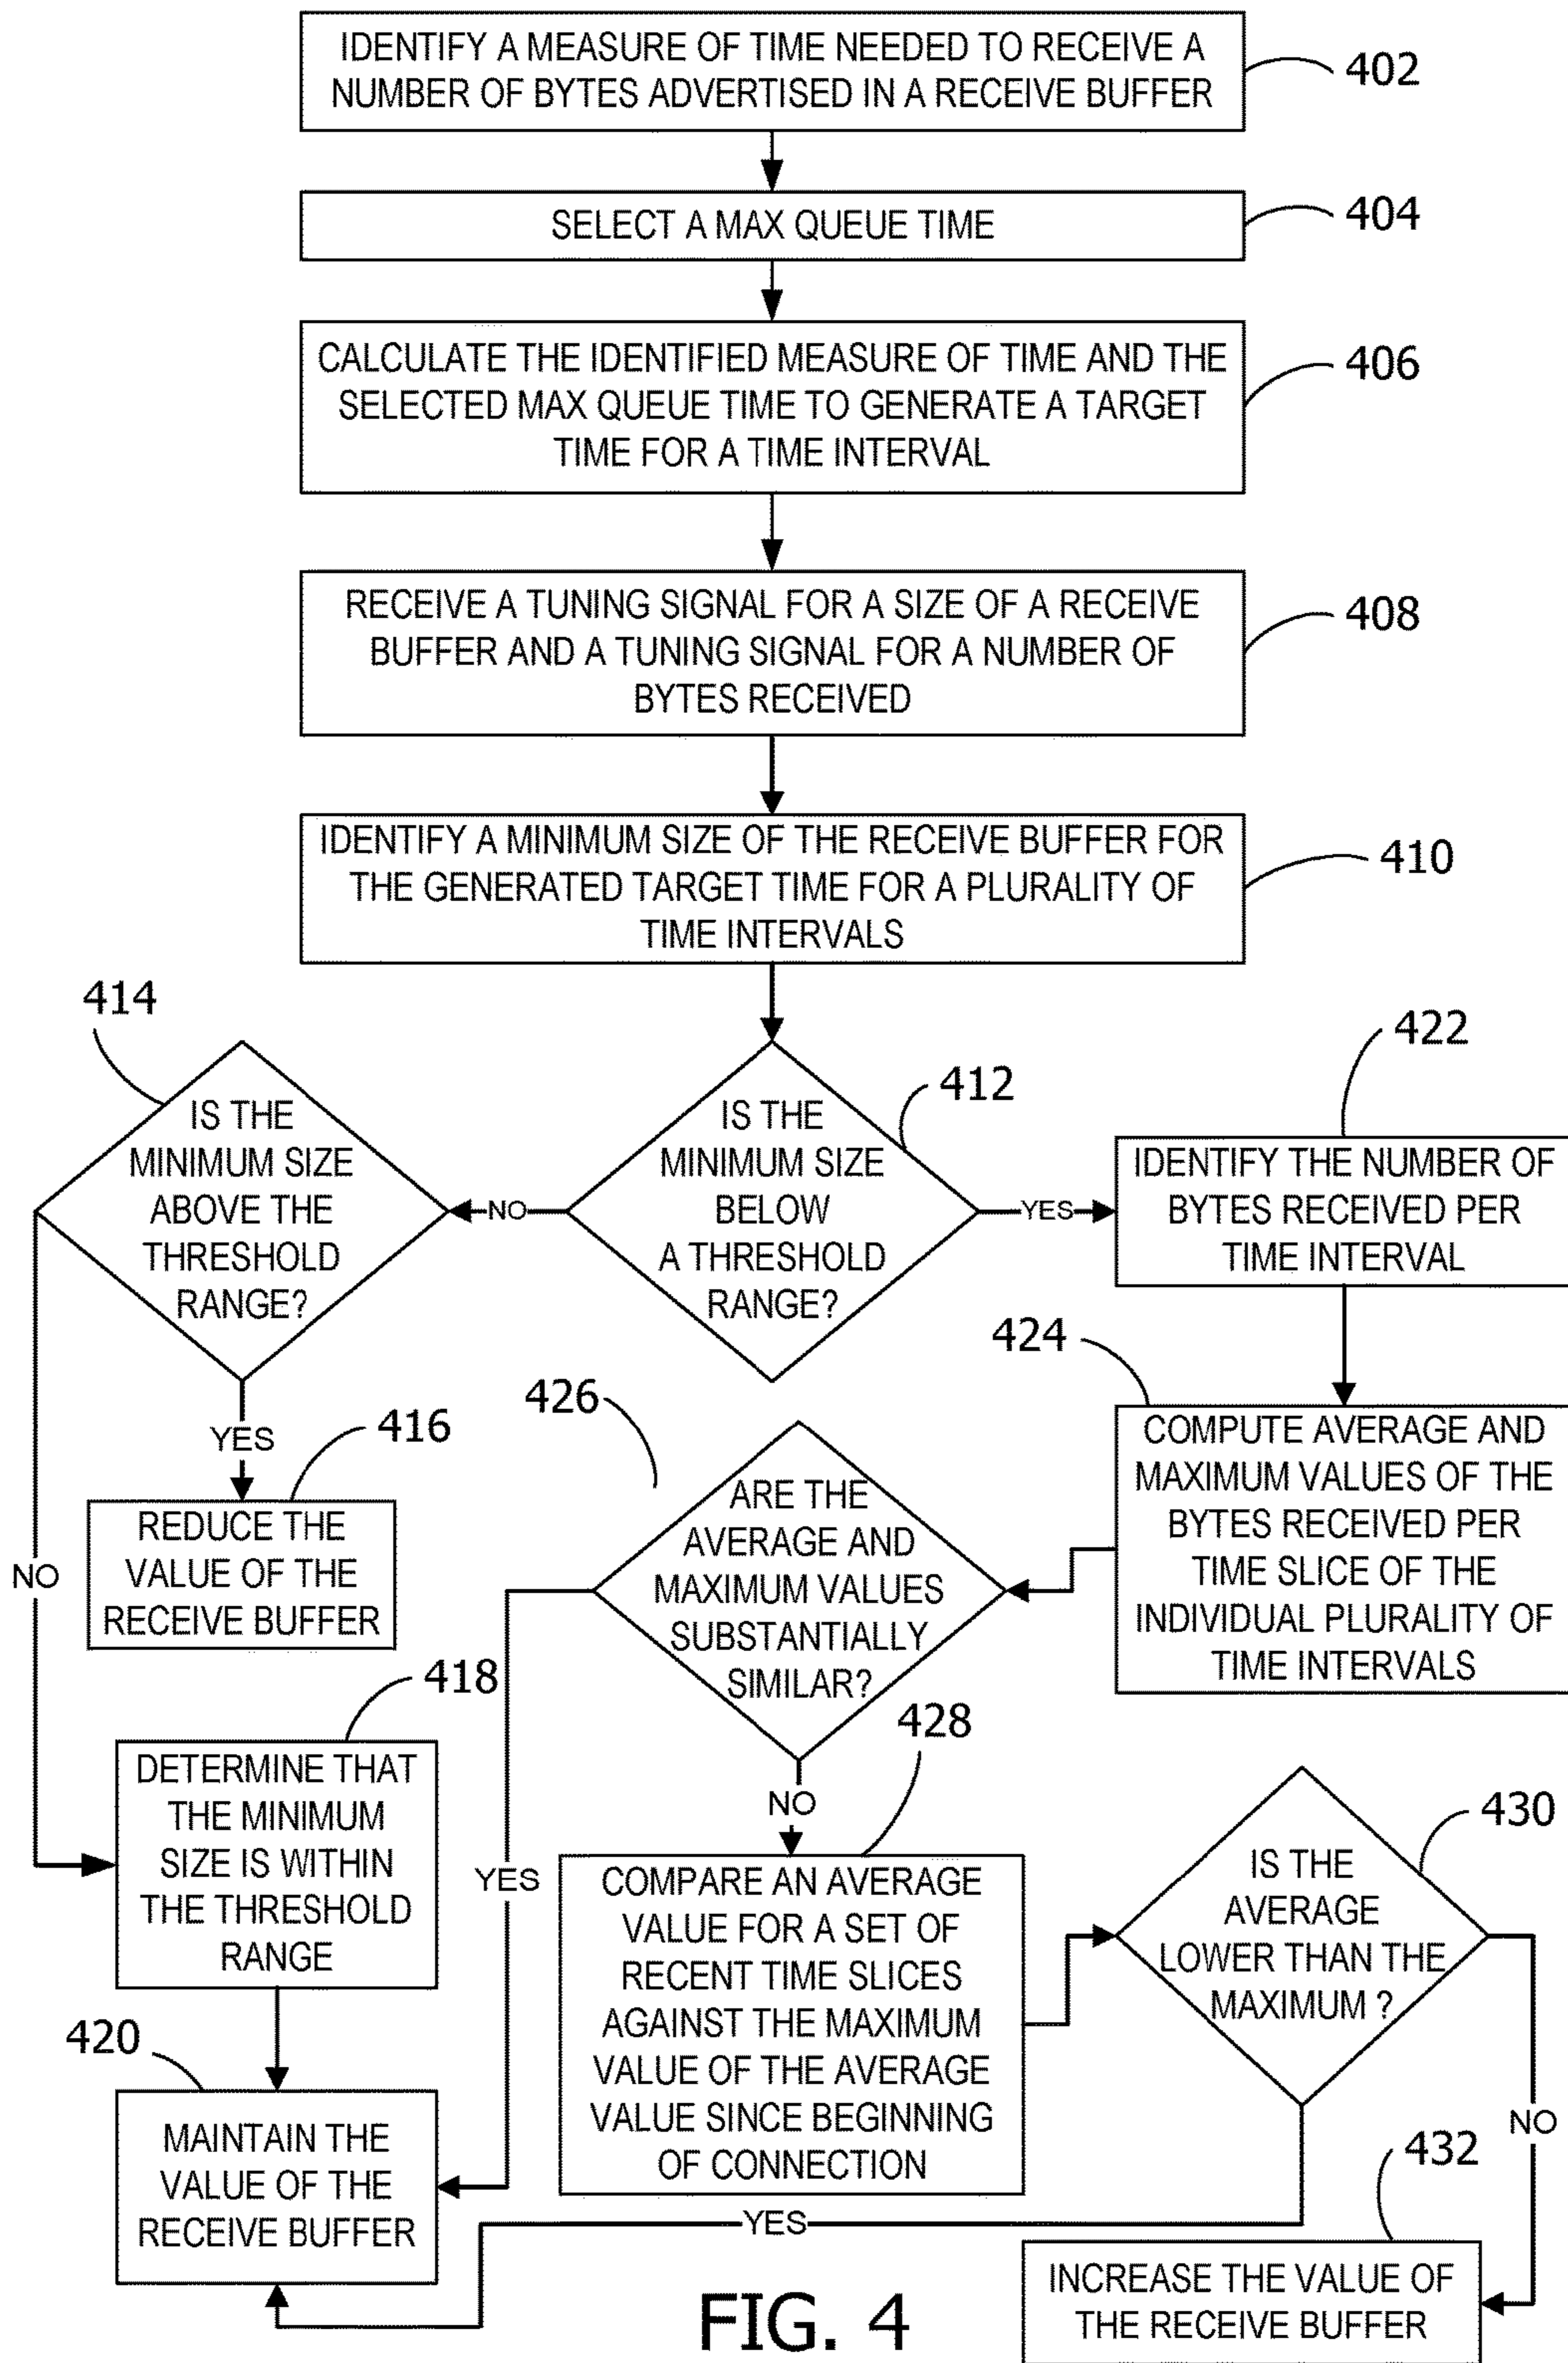 IDENTIFY A MEASURE OF TIME NEEDED TO RECEIVE A
NUMBER OF BYTES ADVERTISED IN A RECEIVE BUFFER
402
SELECT A MAX QUEUE TIME
404
CALCULATE THE IDENTIFIED MEASURE OF TIME AND THE
SELECTED MAX QUEUE TIME TO GENERATE A TARGET
TIME FOR A TIME INTERVAL
406
RECEIVE A TUNING SIGNAL FOR A SIZE OF A RECEIVE
BUFFER AND A TUNING SIGNAL FOR A NUMBER OF
BYTES RECEIVED
408
IDENTIFY A MINIMUM SIZE OF THE RECEIVE BUFFER FOR
THE GENERATED TARGET TIME FOR A PLURALITY OF
TIME INTERVALS
410
412
IS THE
MINIMUM SIZE
BELOW
A THRESHOLD
RANGE?
NO
YES
414
IS THE
MINIMUM SIZE
ABOVE THE
THRESHOLD
RANGE?
YES
NO
416
REDUCE THE
VALUE OF THE
RECEIVE BUFFER
418
DETERMINE THAT
THE MINIMUM
SIZE IS WITHIN
THE THRESHOLD
RANGE
420
MAINTAIN THE
VALUE OF THE
RECEIVE BUFFER
422
IDENTIFY THE NUMBER OF
BYTES RECEIVED PER
TIME INTERVAL
424
COMPUTE AVERAGE AND
MAXIMUM VALUES OF THE
BYTES RECEIVED PER
TIME SLICE OF THE
INDIVIDUAL PLURALITY OF
TIME INTERVALS
426
ARE THE
AVERAGE AND
MAXIMUM VALUES
SUBSTANTIALLY
SIMILAR?
YES
NO
428
COMPARE AN AVERAGE
VALUE FOR A SET OF
RECENT TIME SLICES
AGAINST THE MAXIMUM
VALUE OF THE AVERAGE
VALUE SINCE BEGINNING
OF CONNECTION
430
IS THE
AVERAGE
LOWER THAN THE
MAXIMUM ?
YES
NO
432
INCREASE THE VALUE OF
THE RECEIVE BUFFER
FIG. 4